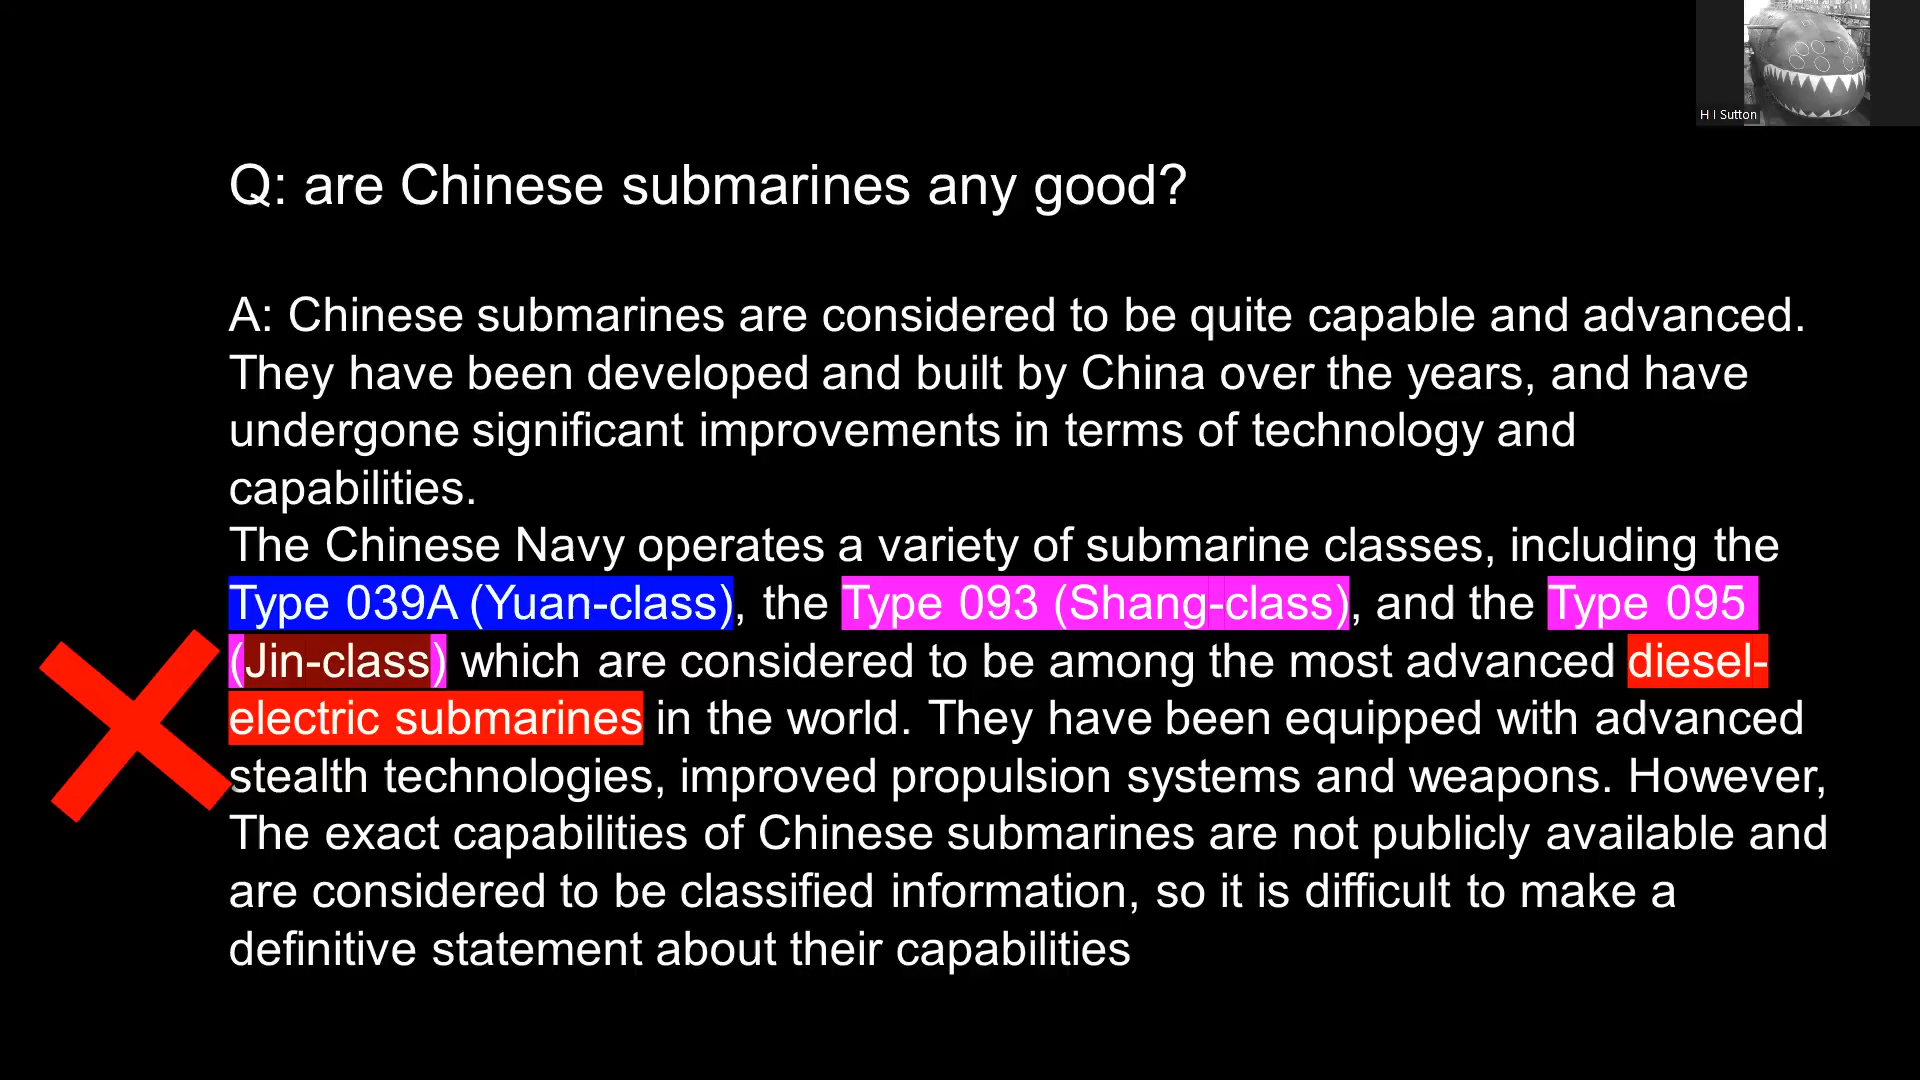 H I Sutton
Q: are Chinese submarines any good?
A: Chinese submarines are considered to be quite capable and advanced.
They have been developed and built by China over the years, and have
undergone significant improvements in terms of technology and
capabilities.
The Chinese Navy operates a variety of submarine classes, including the
Type 039A (Yuan-class), the Type 093 (Shang-class), and the Type 095
(Jin-class) which are considered to be among the most advanced diesel-
electric submarines in the world. They have been equipped with advanced
stealth technologies, improved propulsion systems and weapons. However,
The exact capabilities of Chinese submarines are not publicly available and
are considered to be classified information, so it is difficult to make a
definitive statement about their capabilities